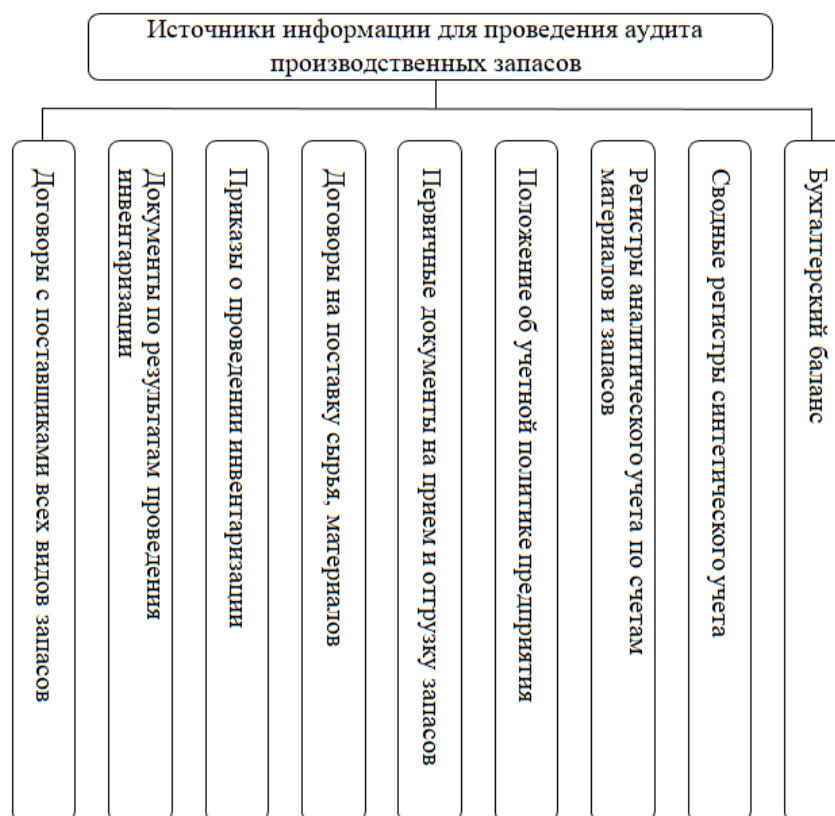 Источники информации для проведения аудита
производственных запасов
Договоры с поставщиками всех видов запасов
Документы по результатам проведения
инвентаризации
Приказы о проведении инвентаризации
Договоры на поставку сырья, материалов
Первичные документы на прием и отгрузку запасов
Положение об учетной политике предприятия
Регистры аналитического учета по счетам
материалов и запасов
Сводные регистры синтетического учета
Бухгалтерский баланс